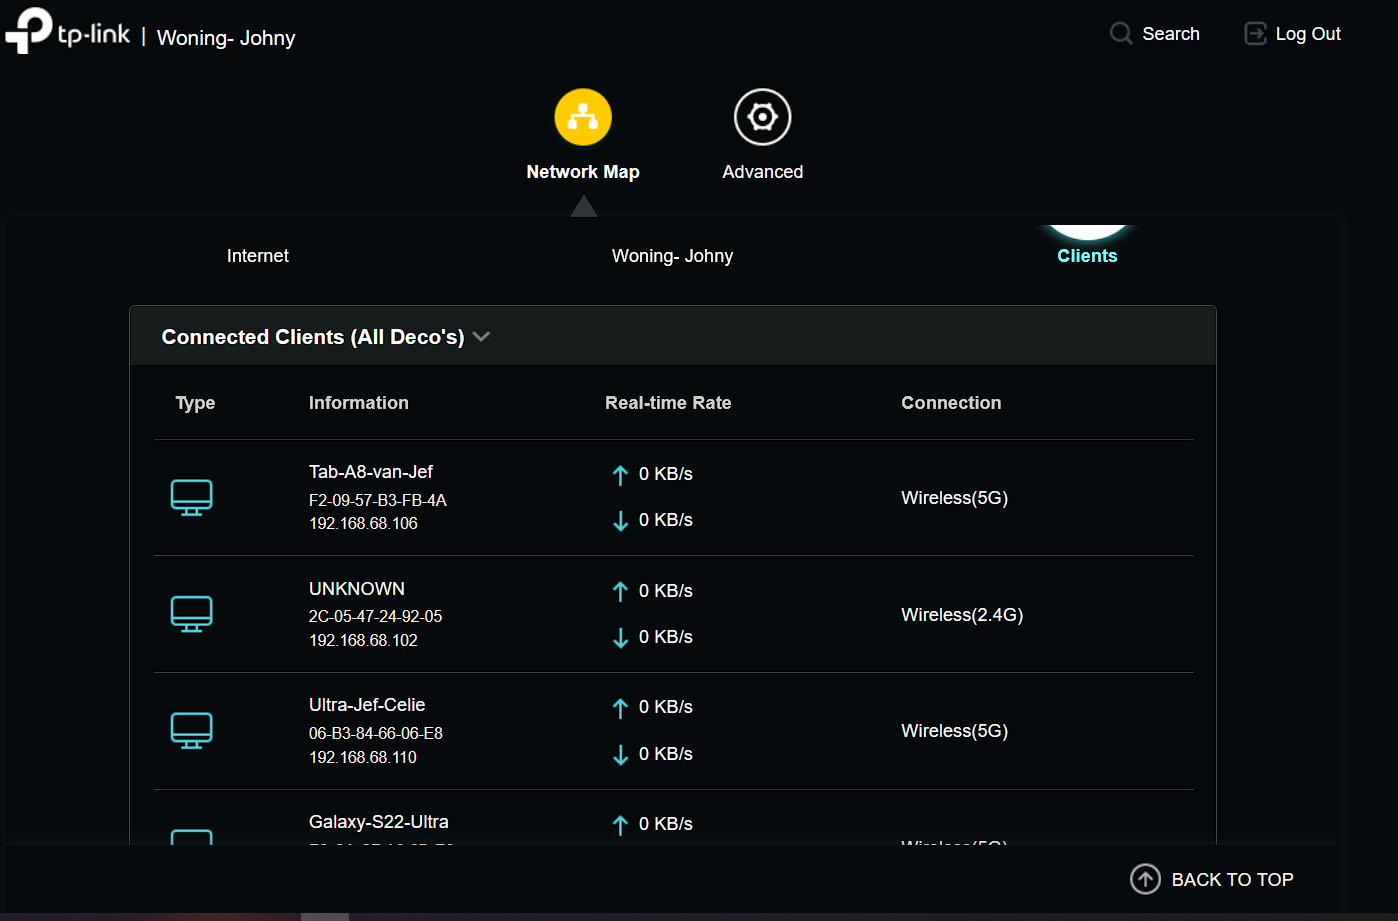 tp-link | Woning- Johny
Search
Log Out
Network Map
Advanced
Internet
Woning- Johny
Clients
Connected Clients (All Deco's)
Type
Information
Real-time Rate
Connection
Tab-A8-van-Jef
F2-09-57-B3-FB-4A
192.168.68.106
0 KB/s
0 KB/s
Wireless(5G)
UNKNOWN
2C-05-47-24-92-05
192.168.68.102
0 KB/s
0 KB/s
Wireless(2.4G)
Ultra-Jef-Celie
06-B3-84-66-06-E8
192.168.68.110
0 KB/s
0 KB/s
Wireless(5G)
Galaxy-S22-Ultra
0 KB/s
Wireless(5G)
BACK TO TOP